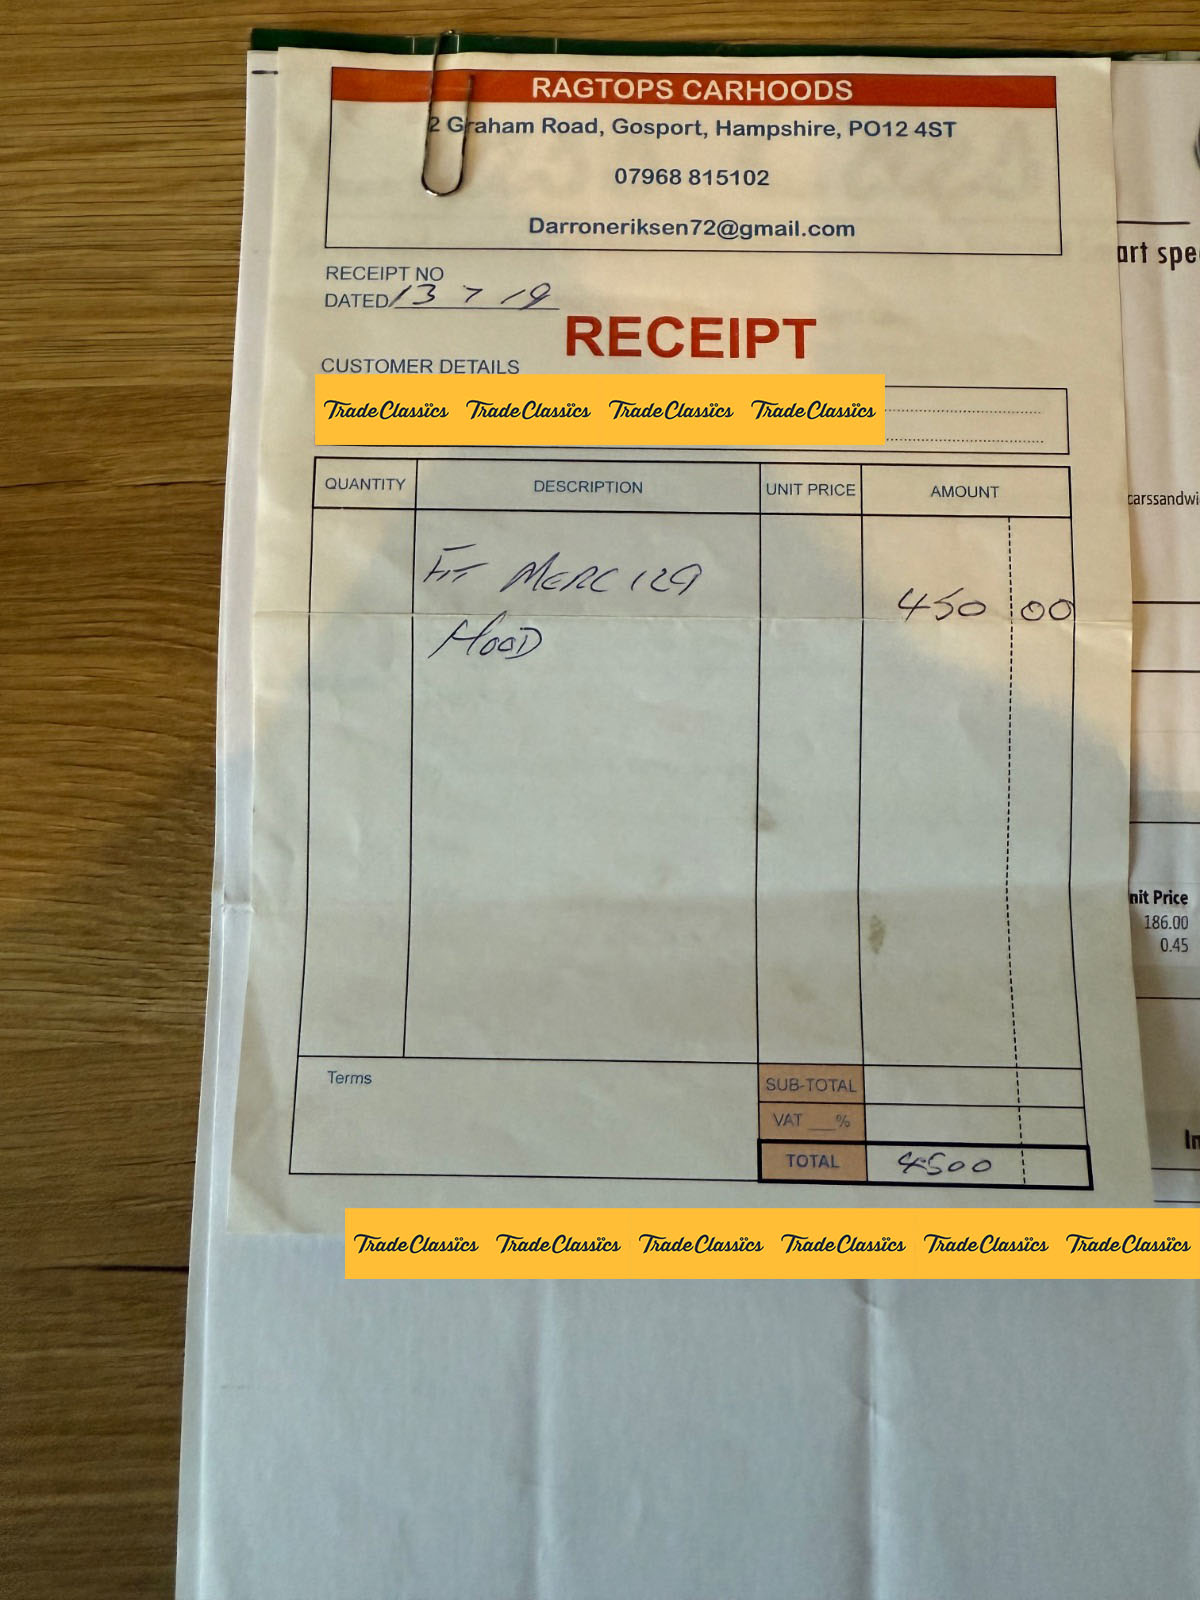 RAGTOPS CARHOODS
2 Graham Road, Gosport, Hampshire, PO12 4ST
07968 815102
Darroneriksen72@gmail.com
RECEIPT NO
DATED 13 7 19
RECEIPT
CUSTOMER DETAILS
TradeClassics TradeClassics TradeClassics TradeClassics
QUANTITY DESCRIPTION UNIT PRICE AMOUNT
FIT MERC 129 450 00
HOOD
Terms
SUB-TOTAL
VAT ___%
TOTAL 4500
TradeClassics TradeClassics TradeClassics TradeClassics TradeClassics TradeClassics
art spe
carssandwi
nit Price
186.00
0.45
In